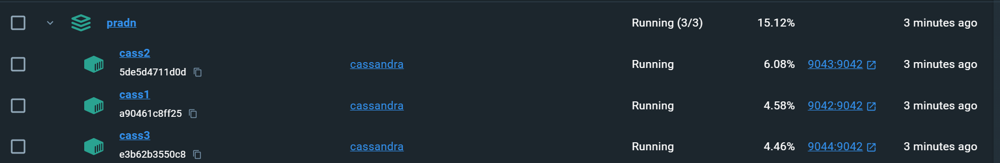 pradn Running (3/3) 15.12% 3 minutes ago
cass2
5de5d4711d0d cassandra Running 6.08% 9043:9042 3 minutes ago
cass1
a90461c8ff25 cassandra Running 4.58% 9042:9042 3 minutes ago
cass3
e3b62b3550c8 cassandra Running 4.46% 9044:9042 3 minutes ago